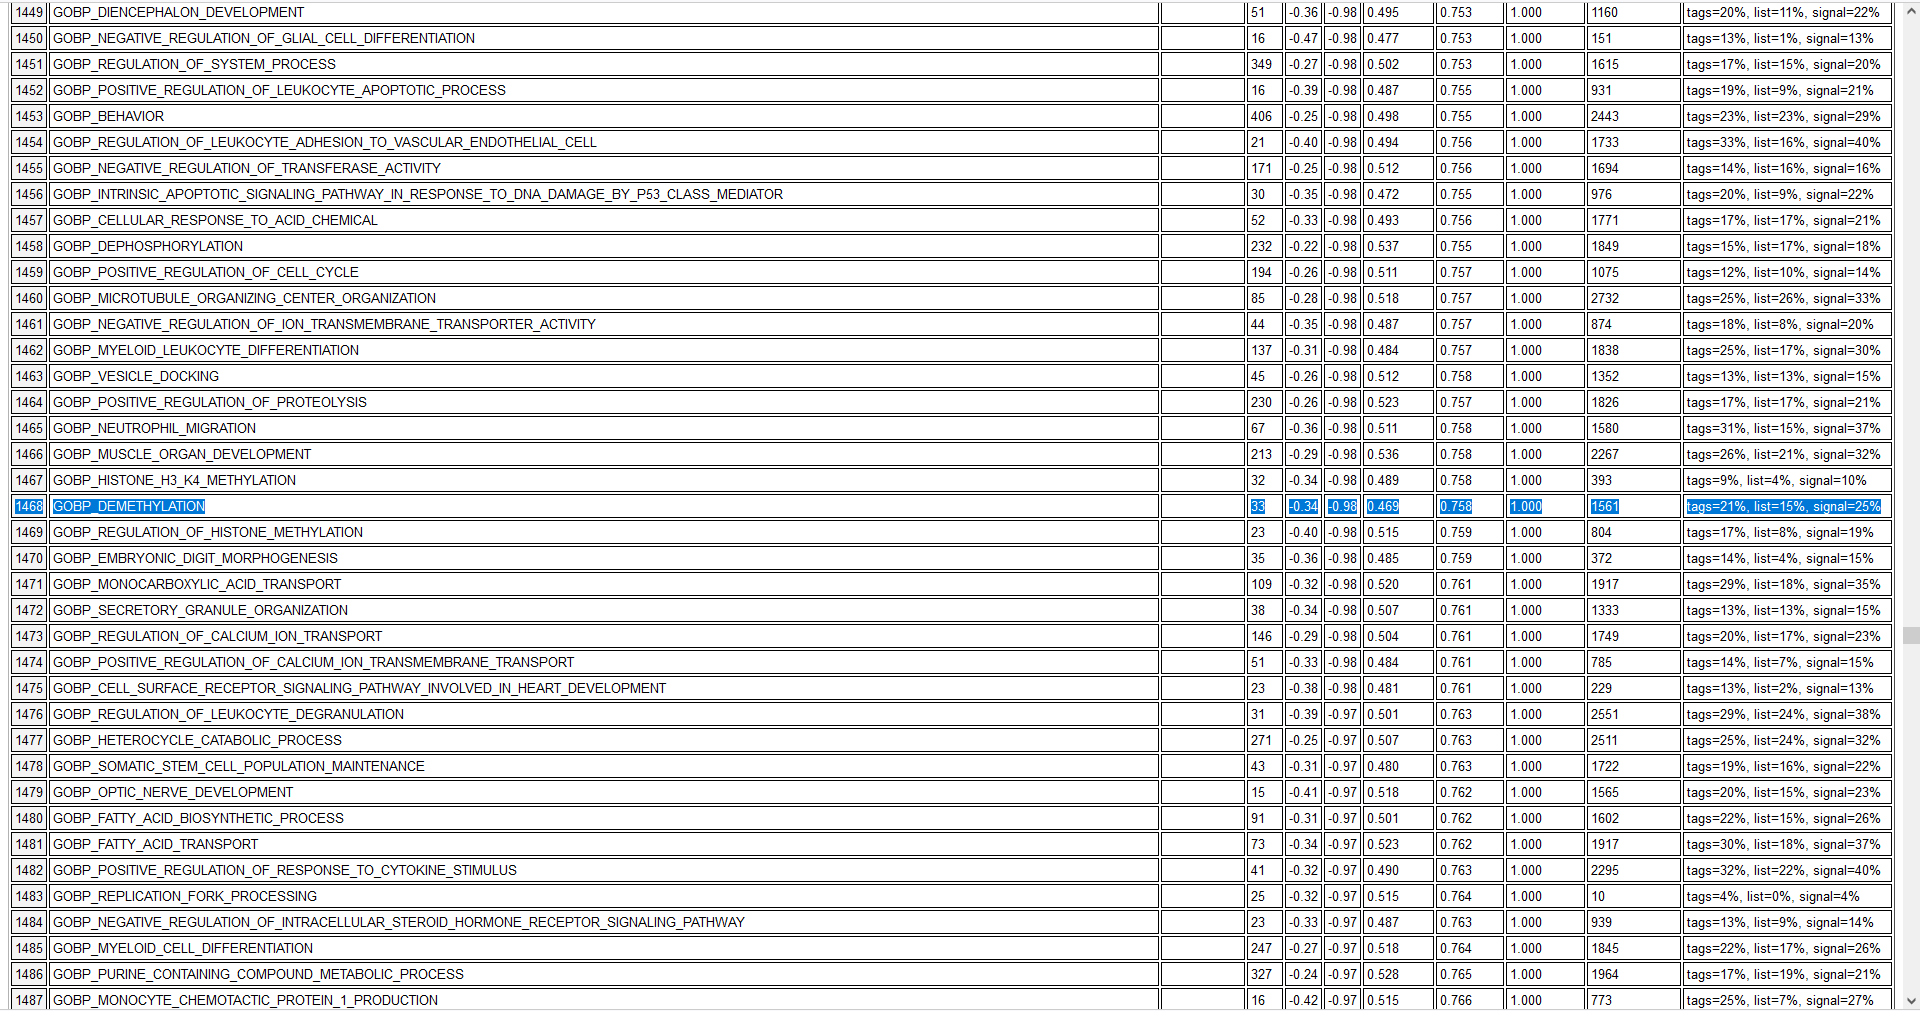 1449 GOBP_DIENCEPHALON_DEVELOPMENT 51 -0.36 -0.98 0.495 0.753 1.000 1160 tags=20%, list=11%, signal=22%
1450 GOBP_NEGATIVE_REGULATION_OF_GLIAL_CELL_DIFFERENTIATION 16 -0.47 -0.98 0.477 0.753 1.000 151 tags=13%, list=1%, signal=13%
1451 GOBP_REGULATION_OF_SYSTEM_PROCESS 349 -0.27 -0.98 0.502 0.753 1.000 1615 tags=17%, list=15%, signal=20%
1452 GOBP_POSITIVE_REGULATION_OF_LEUKOCYTE_APOPTOTIC_PROCESS 16 -0.39 -0.98 0.487 0.755 1.000 931 tags=19%, list=9%, signal=21%
1453 GOBP_BEHAVIOR 406 -0.25 -0.98 0.498 0.755 1.000 2443 tags=23%, list=23%, signal=29%
1454 GOBP_REGULATION_OF_LEUKOCYTE_ADHESION_TO_VASCULAR_ENDOTHELIAL_CELL 21 -0.40 -0.98 0.494 0.756 1.000 1733 tags=33%, list=16%, signal=40%
1455 GOBP_NEGATIVE_REGULATION_OF_TRANSFERASE_ACTIVITY 171 -0.25 -0.98 0.512 0.756 1.000 1694 tags=14%, list=16%, signal=16%
1456 GOBP_INTRINSIC_APOPTOTIC_SIGNALING_PATHWAY_IN_RESPONSE_TO_DNA_DAMAGE_BY_P53_CLASS_MEDIATOR 30 -0.35 -0.98 0.472 0.755 1.000 976 tags=20%, list=9%, signal=22%
1457 GOBP_CELLULAR_RESPONSE_TO_ACID_CHEMICAL 52 -0.33 -0.98 0.493 0.756 1.000 1771 tags=17%, list=17%, signal=21%
1458 GOBP_DEPHOSPHORYLATION 232 -0.22 -0.98 0.537 0.755 1.000 1849 tags=15%, list=17%, signal=18%
1459 GOBP_POSITIVE_REGULATION_OF_CELL_CYCLE 194 -0.26 -0.98 0.511 0.757 1.000 1075 tags=12%, list=10%, signal=14%
1460 GOBP_MICROTUBULE_ORGANIZING_CENTER_ORGANIZATION 85 -0.28 -0.98 0.518 0.757 1.000 2732 tags=25%, list=26%, signal=33%
1461 GOBP_NEGATIVE_REGULATION_OF_ION_TRANSMEMBRANE_TRANSPORTER_ACTIVITY 44 -0.35 -0.98 0.487 0.757 1.000 874 tags=18%, list=8%, signal=20%
1462 GOBP_MYELOID_LEUKOCYTE_DIFFERENTIATION 137 -0.31 -0.98 0.484 0.757 1.000 1838 tags=25%, list=17%, signal=30%
1463 GOBP_VESICLE_DOCKING 45 -0.26 -0.98 0.512 0.758 1.000 1352 tags=13%, list=13%, signal=15%
1464 GOBP_POSITIVE_REGULATION_OF_PROTEOLYSIS 230 -0.26 -0.98 0.523 0.757 1.000 1826 tags=17%, list=17%, signal=21%
1465 GOBP_NEUTROPHIL_MIGRATION 67 -0.36 -0.98 0.511 0.758 1.000 1580 tags=31%, list=15%, signal=37%
1466 GOBP_MUSCLE_ORGAN_DEVELOPMENT 213 -0.29 -0.98 0.536 0.758 1.000 2267 tags=26%, list=21%, signal=32%
1467 GOBP_HISTONE_H3_K4_METHYLATION 32 -0.34 -0.98 0.489 0.758 1.000 393 tags=9%, list=4%, signal=10%
1468 GOBP_DEMETHYLATION 33 -0.34 -0.98 0.469 0.758 1.000 1561 tags=21%, list=15%, signal=25%
1469 GOBP_REGULATION_OF_HISTONE_METHYLATION 23 -0.40 -0.98 0.515 0.759 1.000 804 tags=17%, list=8%, signal=19%
1470 GOBP_EMBRYONIC_DIGIT_MORPHOGENESIS 35 -0.36 -0.98 0.485 0.759 1.000 372 tags=14%, list=4%, signal=15%
1471 GOBP_MONOCARBOXYLIC_ACID_TRANSPORT 109 -0.32 -0.98 0.520 0.761 1.000 1917 tags=29%, list=18%, signal=35%
1472 GOBP_SECRETORY_GRANULE_ORGANIZATION 38 -0.34 -0.98 0.507 0.761 1.000 1333 tags=13%, list=13%, signal=15%
1473 GOBP_REGULATION_OF_CALCIUM_ION_TRANSPORT 146 -0.29 -0.98 0.504 0.761 1.000 1749 tags=20%, list=17%, signal=23%
1474 GOBP_POSITIVE_REGULATION_OF_CALCIUM_ION_TRANSMEMBRANE_TRANSPORT 51 -0.33 -0.98 0.484 0.761 1.000 785 tags=14%, list=7%, signal=15%
1475 GOBP_CELL_SURFACE_RECEPTOR_SIGNALING_PATHWAY_INVOLVED_IN_HEART_DEVELOPMENT 23 -0.38 -0.98 0.481 0.761 1.000 229 tags=13%, list=2%, signal=13%
1476 GOBP_REGULATION_OF_LEUKOCYTE_DEGRANULATION 31 -0.39 -0.97 0.501 0.763 1.000 2551 tags=29%, list=24%, signal=38%
1477 GOBP_HETEROCYCLE_CATABOLIC_PROCESS 271 -0.25 -0.97 0.507 0.763 1.000 2511 tags=25%, list=24%, signal=32%
1478 GOBP_SOMATIC_STEM_CELL_POPULATION_MAINTENANCE 43 -0.31 -0.97 0.480 0.763 1.000 1722 tags=19%, list=16%, signal=22%
1479 GOBP_OPTIC_NERVE_DEVELOPMENT 15 -0.41 -0.97 0.518 0.762 1.000 1565 tags=20%, list=15%, signal=23%
1480 GOBP_FATTY_ACID_BIOSYNTHETIC_PROCESS 91 -0.31 -0.97 0.501 0.762 1.000 1602 tags=22%, list=15%, signal=26%
1481 GOBP_FATTY_ACID_TRANSPORT 73 -0.34 -0.97 0.523 0.762 1.000 1917 tags=30%, list=18%, signal=37%
1482 GOBP_POSITIVE_REGULATION_OF_RESPONSE_TO_CYTOKINE_STIMULUS 41 -0.32 -0.97 0.490 0.763 1.000 2295 tags=32%, list=22%, signal=40%
1483 GOBP_REPLICATION_FORK_PROCESSING 25 -0.32 -0.97 0.515 0.764 1.000 10 tags=4%, list=0%, signal=4%
1484 GOBP_NEGATIVE_REGULATION_OF_INTRACELLULAR_STEROID_HORMONE_RECEPTOR_SIGNALING_PATHWAY 23 -0.33 -0.97 0.487 0.763 1.000 939 tags=13%, list=9%, signal=14%
1485 GOBP_MYELOID_CELL_DIFFERENTIATION 247 -0.27 -0.97 0.518 0.764 1.000 1845 tags=22%, list=17%, signal=26%
1486 GOBP_PURINE_CONTAINING_COMPOUND_METABOLIC_PROCESS 327 -0.24 -0.97 0.528 0.765 1.000 1964 tags=17%, list=19%, signal=21%
1487 GOBP_MONOCYTE_CHEMOTACTIC_PROTEIN_1_PRODUCTION 16 -0.42 -0.97 0.515 0.766 1.000 773 tags=25%, list=7%, signal=27%